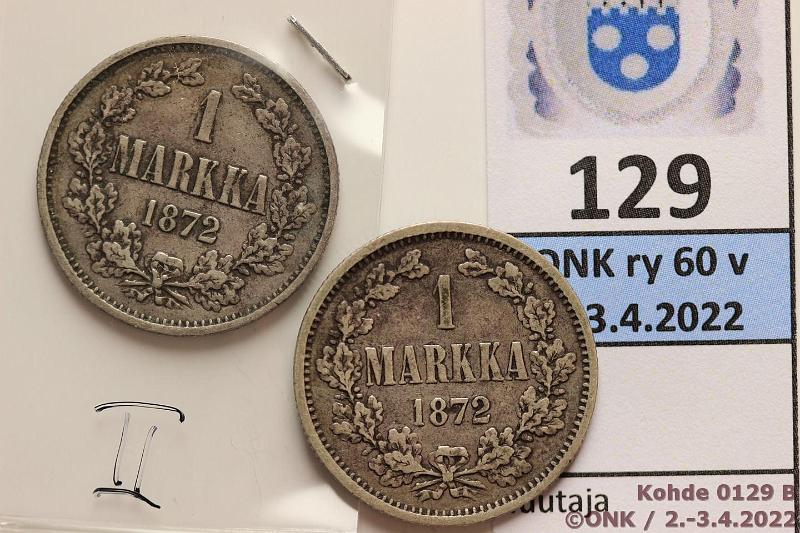 1
MARKKA
1872
1
MARKKA
1872
II
129
ONK ry 60 v
3.4.2022
Kohde 0129 B
©ONK / 2.-3.4.2022